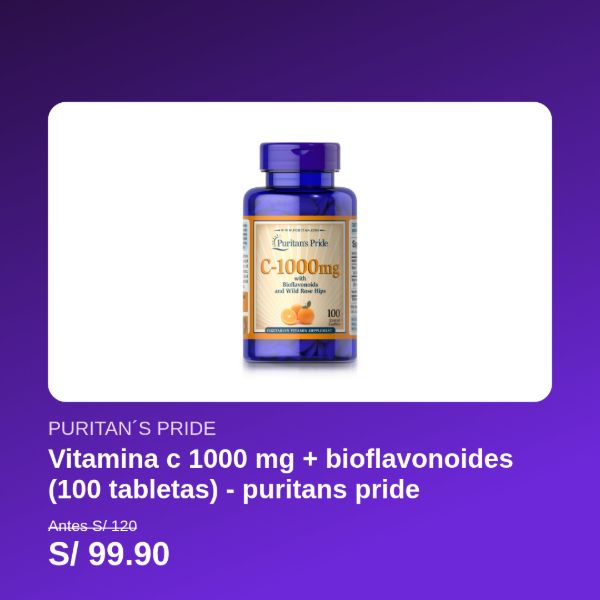 Puritan's Pride
C-1000mg
with
Bioflavonoids
and Wild Rose Hips
100
PURITAN´S PRIDE
Vitamina c 1000 mg + bioflavonoides
(100 tabletas) - puritans pride
Antes S/ 120
S/ 99.90